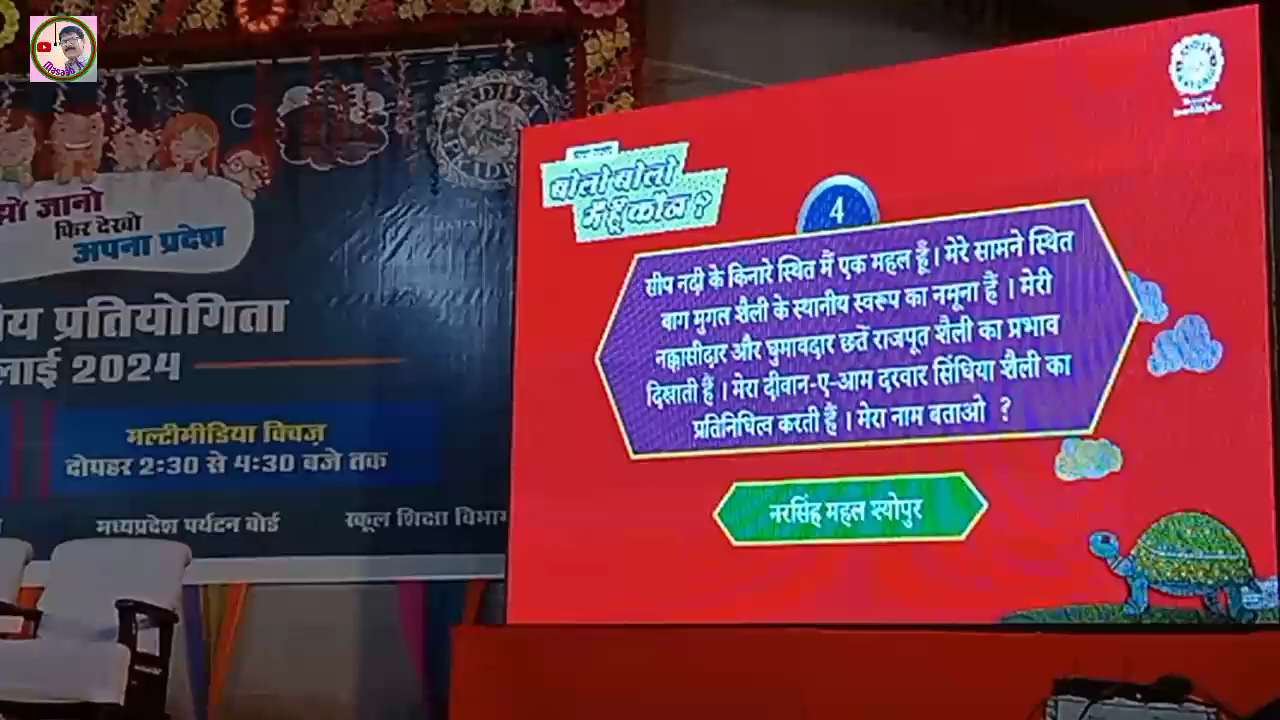 जानो
फिर देखो
अपना प्रदेश
प्रतियोगिता
2024
मल्टीमीडिया क्विज़
दोपहर 2:30 से 4:30 बजे तक
मध्यप्रदेश पर्यटन बोर्ड
स्कूल शिक्षा विभाग
बोलो बोलो
मैं हूँ कौन ?
4
सीप नदी के किनारे स्थित मैं एक महल हूँ । मेरे सामने स्थित
बाग मुगल शैली के स्थानीय स्वरूप का नमूना हैं । मेरी
नक्कासीदार और घुमावदार छतें राजपूत शैली का प्रभाव
दिखाती हैं । मेरा दीवान-ए-आम दरवार सिंधिया शैली का
प्रतिनिधित्व करती हैं । मेरा नाम बताओ ?
नरसिंह महल श्योपुर